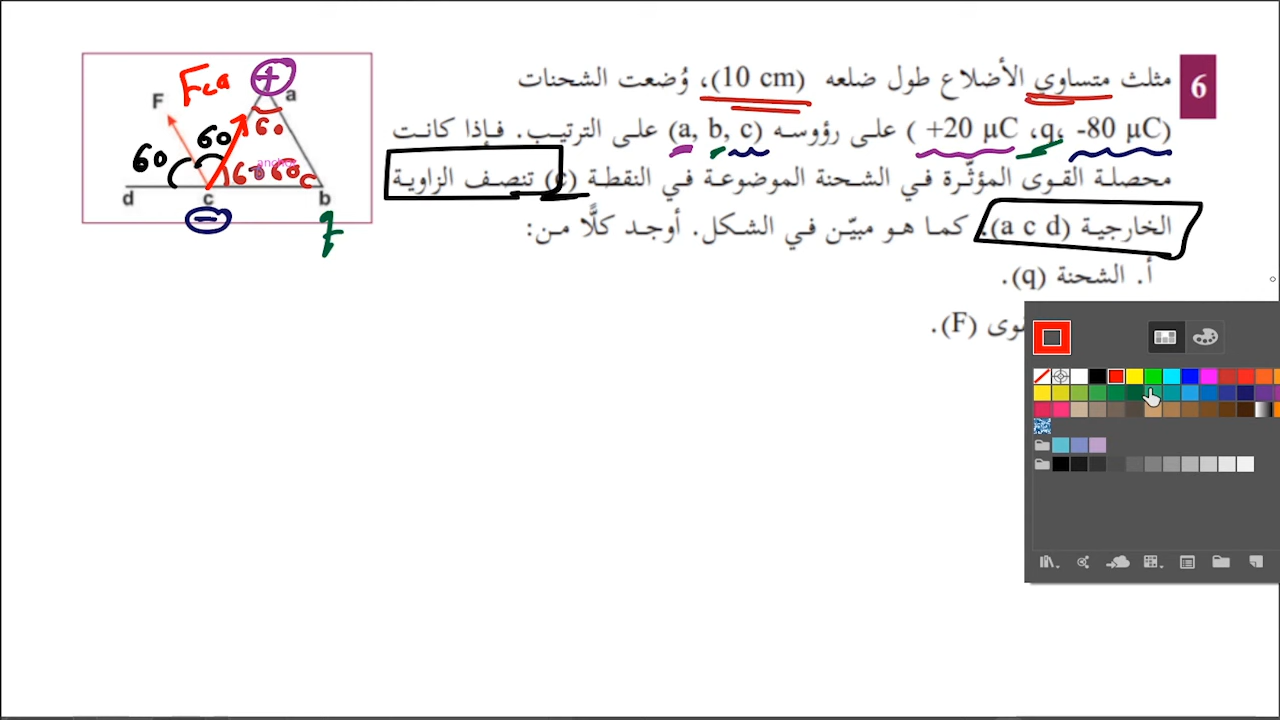 6
مثلث متساوي الأضلاع طول ضلعه (10 cm)، وُضعت الشحنات
(+20 µC ،q، -80 µC) على رؤوسه (a, b, c) على الترتيب. فإذا كانت
محصلة القوى المؤثّرة في الشحنة الموضوعة في النقطة (c) تنصف الزاوية
الخارجية (a c d). كما هو مبيّن في الشكل. أوجد كلًّا من:
أ. الشحنة (q).
(F).
Fca
+
a
F
60
60
60
60
60
d
c
b
-
q